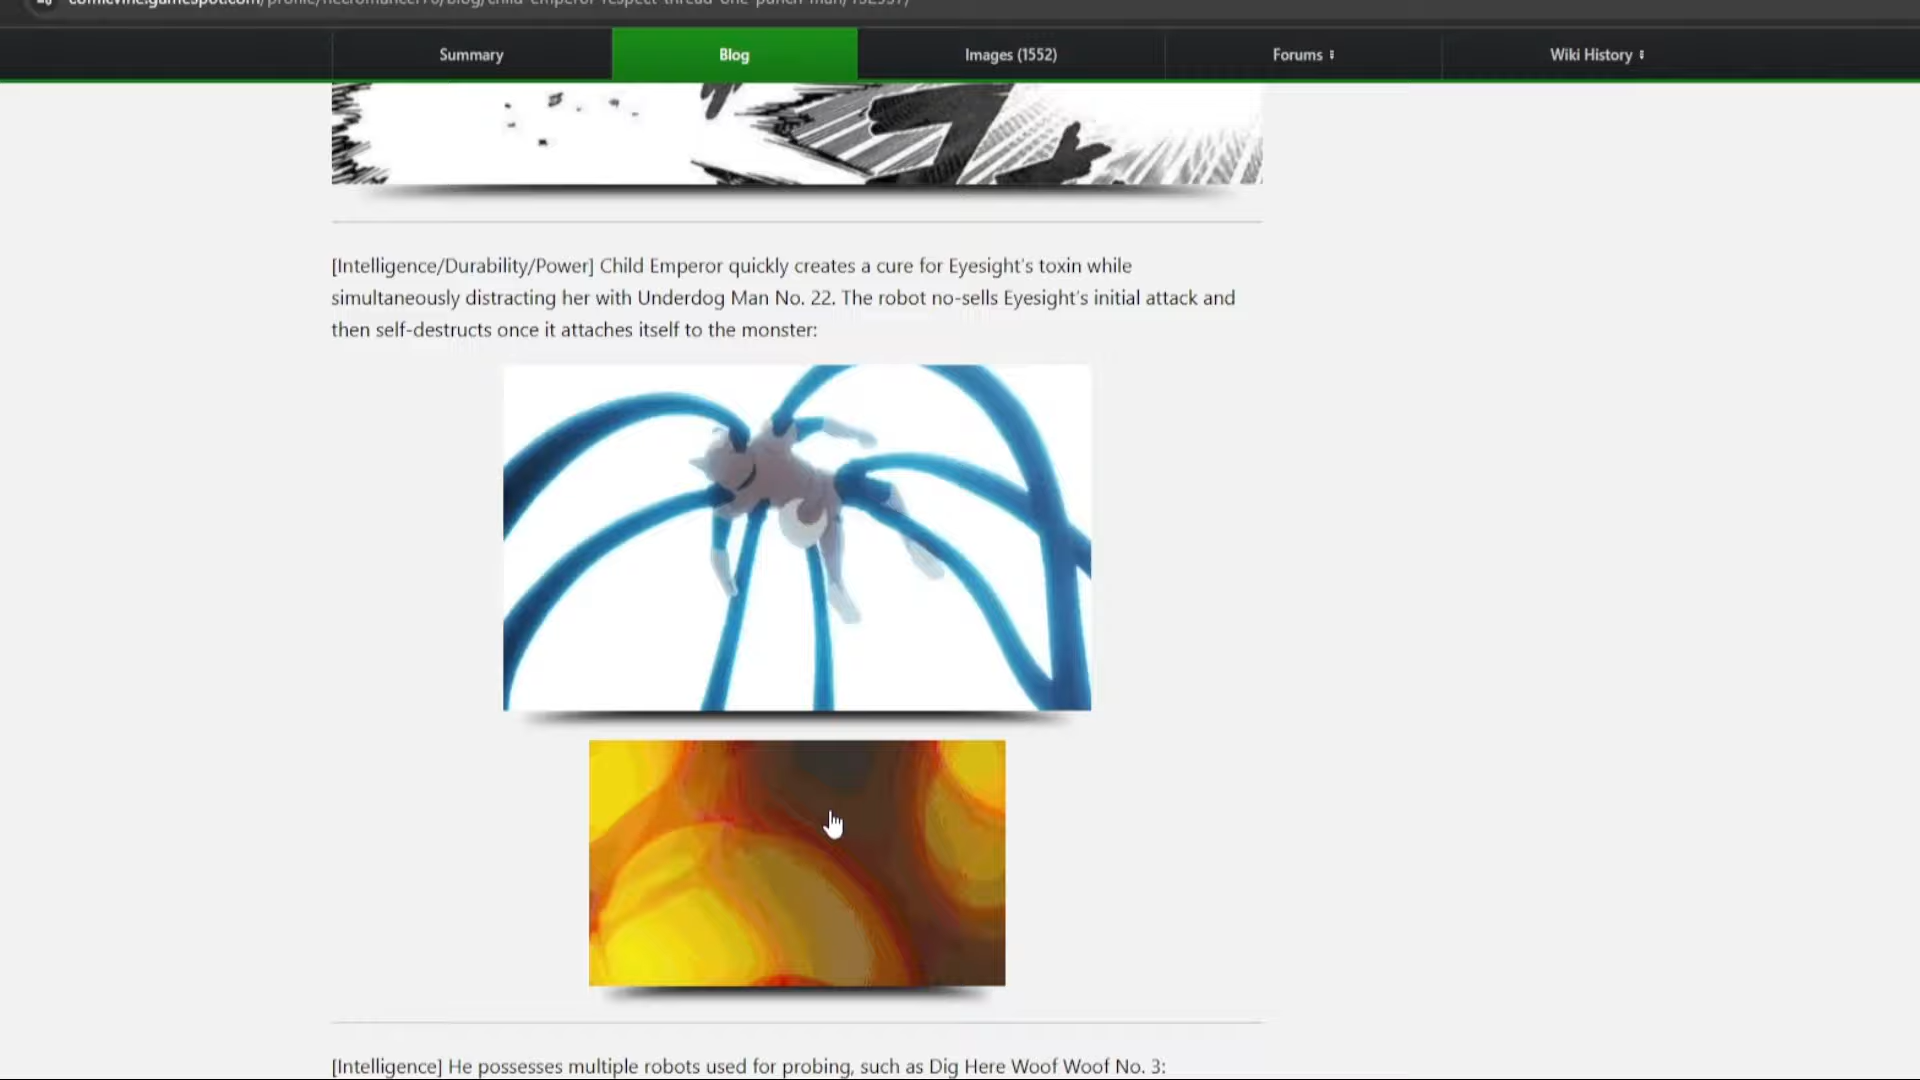 Summary
Blog
Images (1552)
Forums
Wiki History
[Intelligence/Durability/Power] Child Emperor quickly creates a cure for Eyesight's toxin while
simultaneously distracting her with Underdog Man No. 22. The robot no-sells Eyesight's initial attack and
then self-destructs once it attaches itself to the monster:
[Intelligence] He possesses multiple robots used for probing, such as Dig Here Woof Woof No. 3: